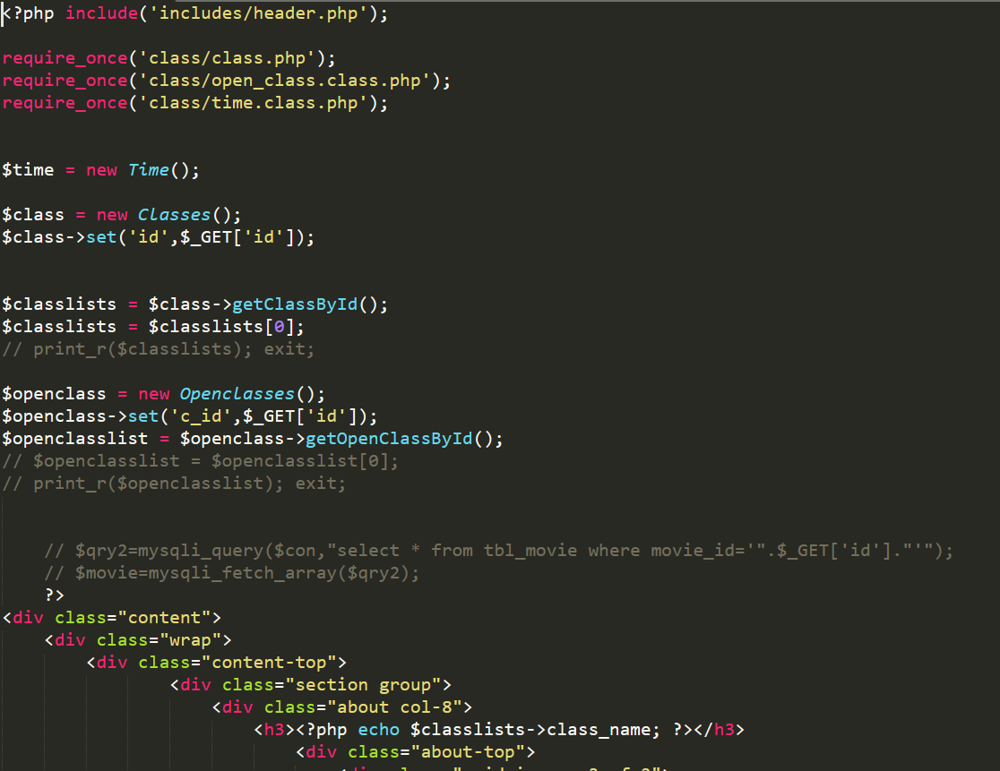 <?php include('includes/header.php');
require_once('class/class.php');
require_once('class/open_class.class.php');
require_once('class/time.class.php');
$time = new Time();
$class = new Classes();
$class->set('id',$_GET['id']);
$classlists = $class->getClassById();
$classlists = $classlists[0];
// print_r($classlists); exit;
$openclass = new Openclasses();
$openclass->set('c_id',$_GET['id']);
$openclasslist = $openclass->getOpenClassById();
// $openclasslist = $openclasslist[0];
// print_r($openclasslist); exit;
// $qry2=mysqli_query($con,"select * from tbl_movie where movie_id='".$_GET['id']."'");
// $movie=mysqli_fetch_array($qry2);
?>
<div class="content">
<div class="wrap">
<div class="content-top">
<div class="section group">
<div class="about col-8">
<h3><?php echo $classlists->class_name; ?></h3>
<div class="about-top">